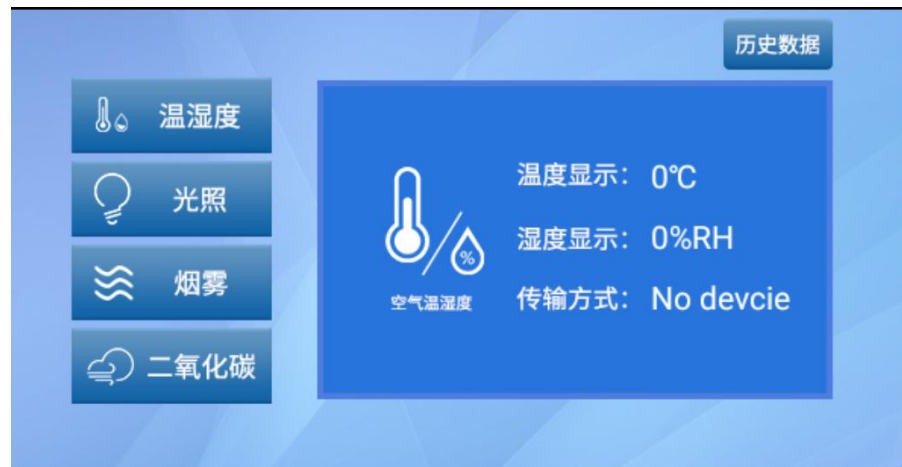 历史数据
温湿度
光照
烟雾
二氧化碳
温度显示： 0℃
湿度显示： 0%RH
传输方式： No devcie
%
空气温湿度